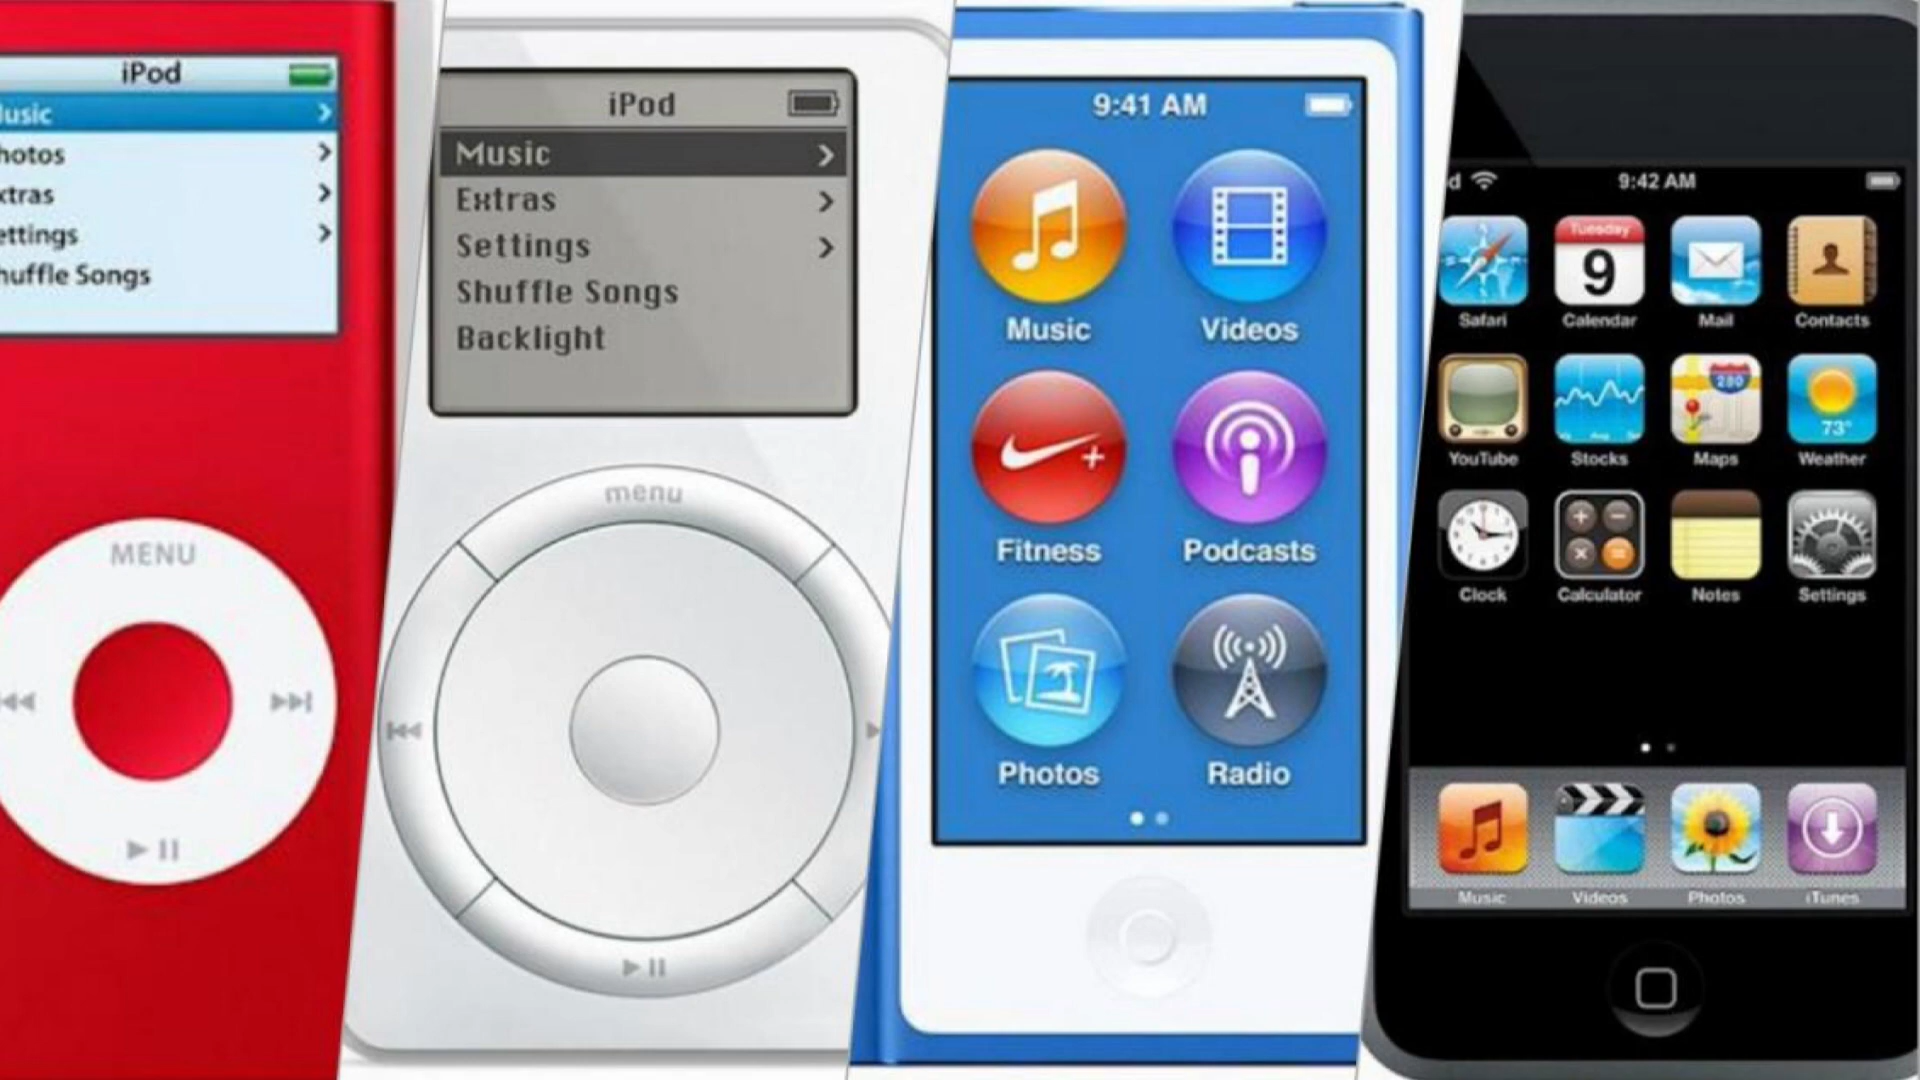 iPod
usic
hotos
xtras
ettings
huffle Songs
MENU
iPod
Music
Extras
Settings
Shuffle Songs
Backlight
menu
9:41 AM
Music Videos
Fitness Podcasts
Photos Radio
d 9:42 AM
Tuesday
9
Safari Calendar Mail Contacts
280
73°
YouTube Stocks Maps Weather
Clock Calculator Notes Settings
Music Videos Photos iTunes